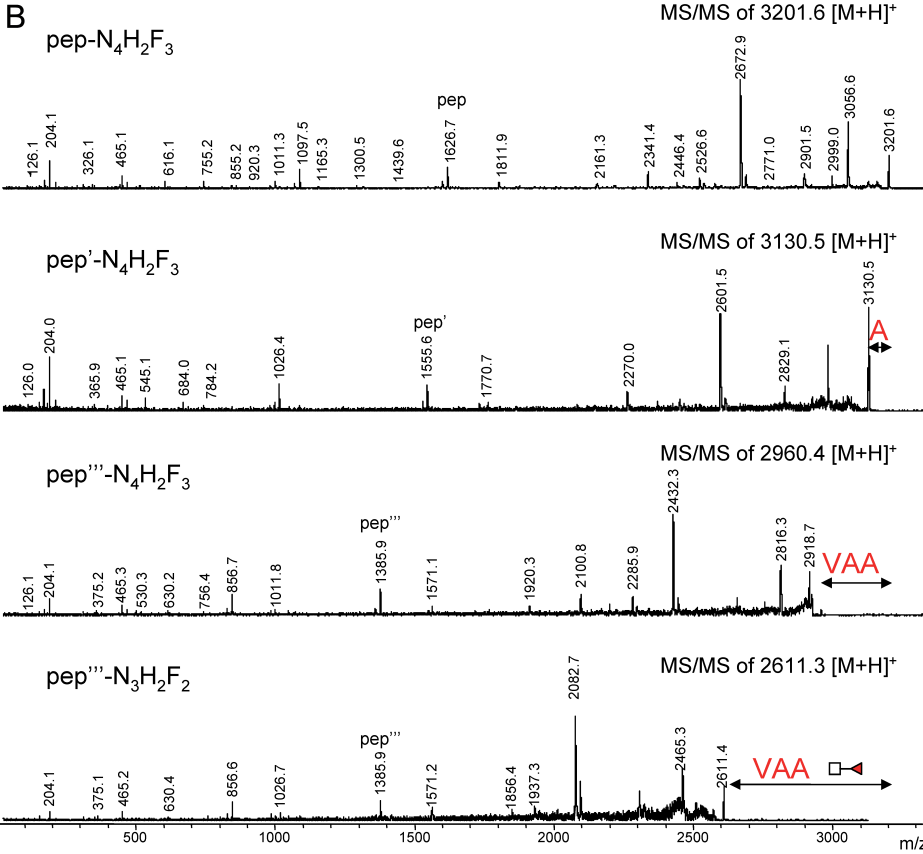 B
pep-N4H2F3
MS/MS of 3201.6 [M+H]+
pep
126.1 204.1 326.1 465.1 616.1 755.2 855.2 920.3 1011.3 1097.5 1165.3 1300.5 1439.6 1626.7 1811.9 2161.3 2341.4 2446.4 2526.6 2672.9 2771.0 2901.5 2999.0 3056.6 3201.6
pep’-N4H2F3
MS/MS of 3130.5 [M+H]+
pep’
126.0 204.0 365.9 465.1 545.1 684.0 784.2 1026.4 1555.6 1770.7 2270.0 2601.5 2829.1 3130.5
A
pep’’’-N4H2F3
MS/MS of 2960.4 [M+H]+
pep’’’
126.1 204.1 375.2 465.3 530.3 630.2 756.4 856.7 1011.8 1385.9 1571.1 1920.3 2100.8 2285.9 2432.3 2816.3 2918.7
VAA
pep’’’-N3H2F2
MS/MS of 2611.3 [M+H]+
pep’’’
204.1 375.1 465.2 630.4 856.6 1026.7 1385.9 1571.2 1856.4 1937.3 2082.7 2465.3 2611.4
VAA
500 1000 1500 2000 2500 3000 m/z